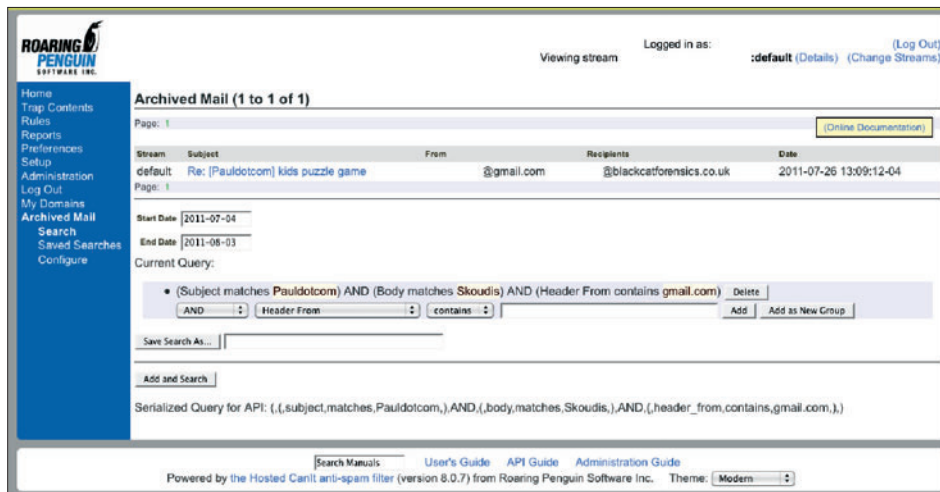 ROARING
PENGUIN
SOFTWARE INC.
Logged in as: (Log Out)
Viewing stream :default (Details) (Change Streams)
Home
Trap Contents
Rules
Reports
Preferences
Setup
Administration
Log Out
My Domains
Archived Mail
Search
Saved Searches
Configure
Archived Mail (1 to 1 of 1)
Page: 1
(Online Documentation)
Stream Subject From Recipients Date
default Re: [Pauldotcom] kids puzzle game @gmail.com @blackcatforensics.co.uk 2011-07-26 13:09:12-04
Page: 1
Start Date 2011-07-04
End Date 2011-08-03
Current Query:
• (Subject matches Pauldotcom) AND (Body matches Skoudis) AND (Header From contains gmail.com) Delete
AND Header From contains Add Add as New Group
Save Search As...
Add and Search
Serialized Query for API: (,(,subject,matches,Pauldotcom,),AND,(,body,matches,Skoudis,),AND,(,header_from,contains,gmail.com,),)
Search Manuals User's Guide API Guide Administration Guide
Powered by the Hosted CanIt anti-spam filter (version 8.0.7) from Roaring Penguin Software Inc. Theme: Modern